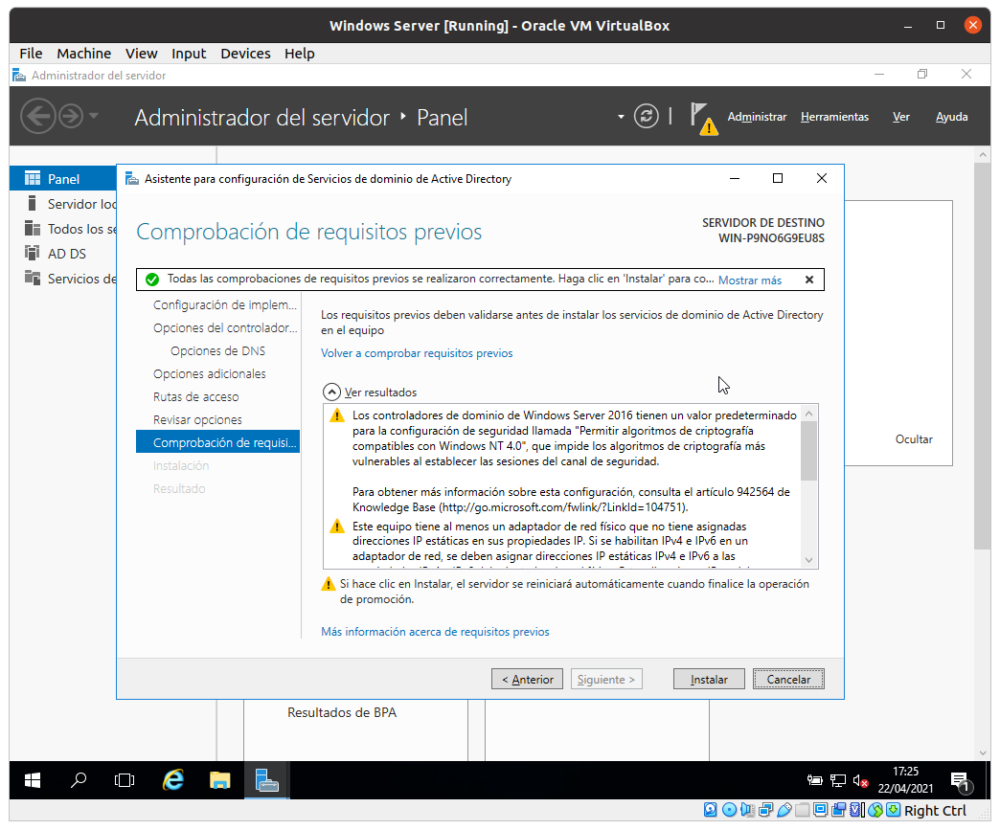 Windows Server [Running] - Oracle VM VirtualBox
File Machine View Input Devices Help
Administrador del servidor
Administrador del servidor Panel
Administrar Herramientas Ver Ayuda
Panel
Servidor loc
Todos los se
AD DS
Servicios de
Asistente para configuración de Servicios de dominio de Active Directory
Comprobación de requisitos previos
SERVIDOR DE DESTINO
WIN-P9NO6G9EU8S
Todas las comprobaciones de requisitos previos se realizaron correctamente. Haga clic en 'Instalar' para co... Mostrar más
Configuración de implem...
Opciones del controlador...
Opciones de DNS
Opciones adicionales
Rutas de acceso
Revisar opciones
Comprobación de requisi...
Instalación
Resultado
Los requisitos previos deben validarse antes de instalar los servicios de dominio de Active Directory
en el equipo
Volver a comprobar requisitos previos
Ver resultados
Los controladores de dominio de Windows Server 2016 tienen un valor predeterminado
para la configuración de seguridad llamada "Permitir algoritmos de criptografía
compatibles con Windows NT 4.0", que impide los algoritmos de criptografía más
vulnerables al establecer las sesiones del canal de seguridad.
Para obtener más información sobre esta configuración, consulta el artículo 942564 de
Knowledge Base (http://go.microsoft.com/fwlink/?LinkId=104751).
Este equipo tiene al menos un adaptador de red físico que no tiene asignadas
direcciones IP estáticas en sus propiedades IP. Si se habilitan IPv4 e IPv6 en un
adaptador de red, se deben asignar direcciones IP estáticas IPv4 e IPv6 a las
Si hace clic en Instalar, el servidor se reiniciará automáticamente cuando finalice la operación
de promoción.
Más información acerca de requisitos previos
< Anterior Siguiente > Instalar Cancelar
Ocultar
Resultados de BPA
17:25
22/04/2021
1
Right Ctrl